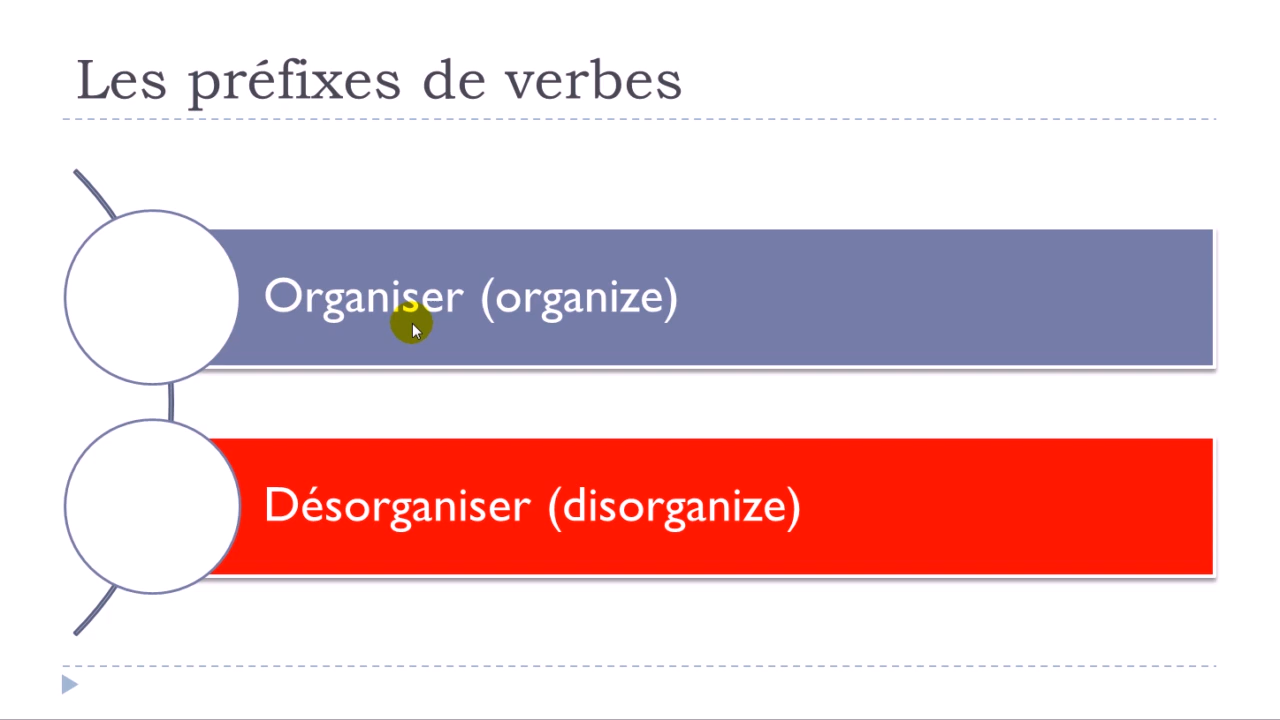 Les préfixes de verbes
Organiser (organize)
Désorganiser (disorganize)